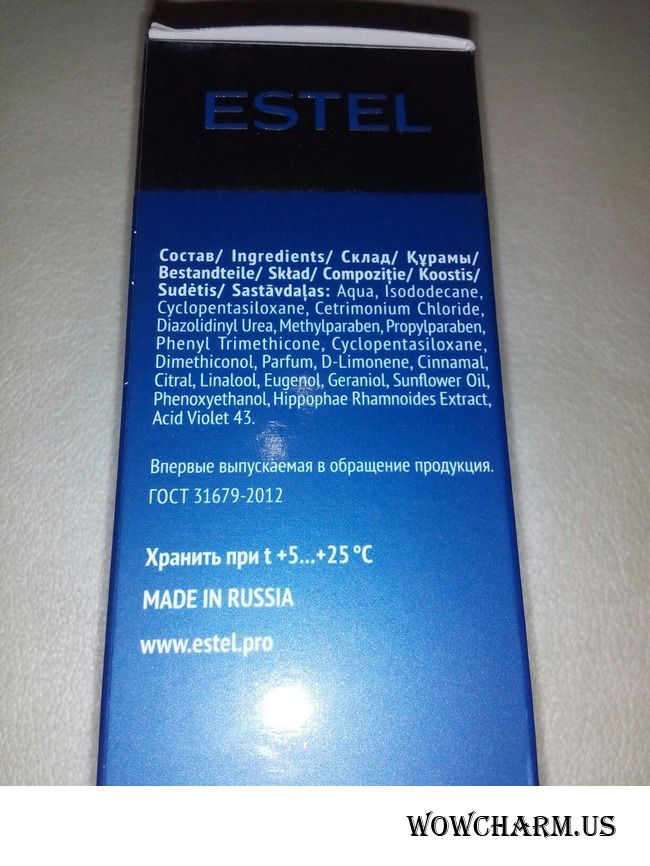 ESTEL
Состав/ Ingredients/ Склад/ Құрамы/
Bestandteile/ Skład/ Compoziţie/ Koostis/
Sudėtis/ Sastāvdaļas: Aqua, Isododecane,
Cyclopentasiloxane, Cetrimonium Chloride,
Diazolidinyl Urea, Methylparaben, Propylparaben,
Phenyl Trimethicone, Cyclopentasiloxane,
Dimethiconol, Parfum, D-Limonene, Cinnamal,
Citral, Linalool, Eugenol, Geraniol, Sunflower Oil,
Phenoxyethanol, Hippophae Rhamnoides Extract,
Acid Violet 43.
Впервые выпускаемая в обращение продукция.
ГОСТ 31679-2012
Хранить при t +5...+25 °C
MADE IN RUSSIA
www.estel.pro
WOWCHARM.US